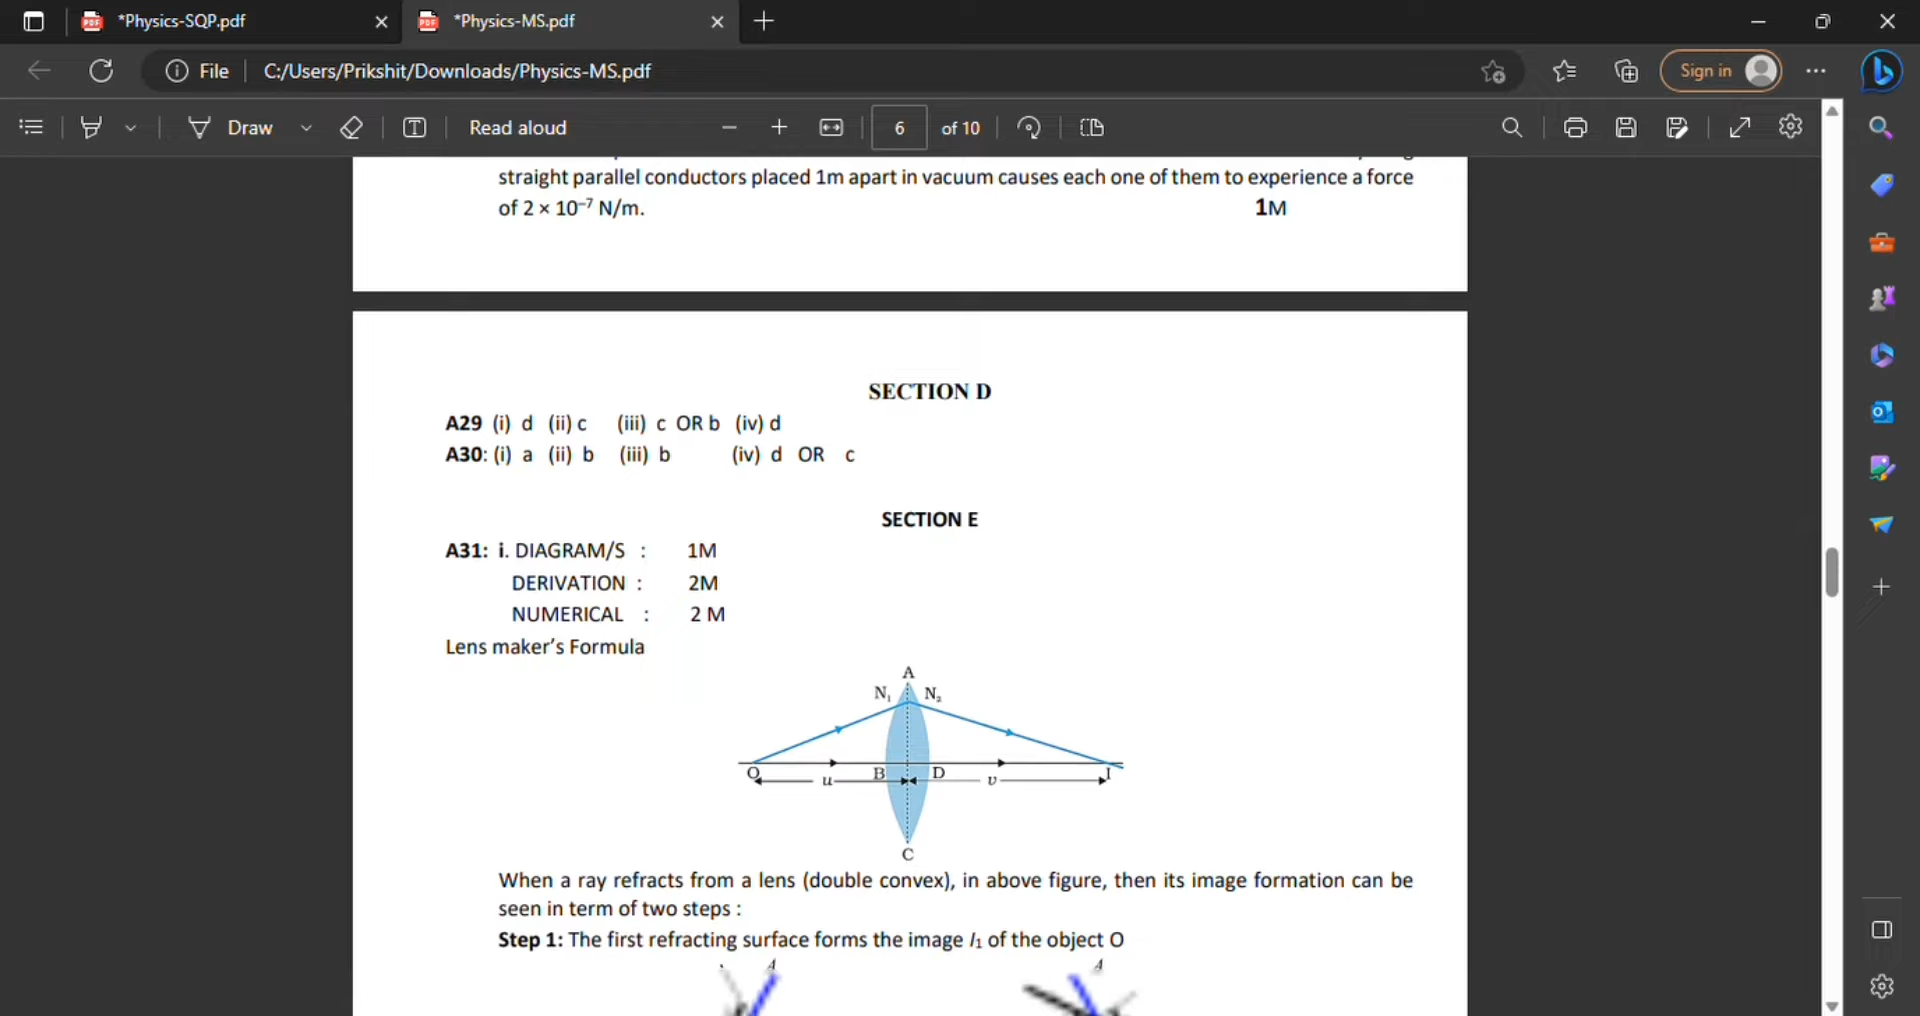 *Physics-SQP.pdf
*Physics-MS.pdf
File
C:/Users/Prikshit/Downloads/Physics-MS.pdf
Sign in
Draw
Read aloud
6 of 10
straight parallel conductors placed 1m apart in vacuum causes each one of them to experience a force
of 2 × 10⁻⁷ N/m. 1M
SECTION D
A29 (i) d (ii) c (iii) c OR b (iv) d
A30: (i) a (ii) b (iii) b (iv) d OR c
SECTION E
A31: i. DIAGRAM/S : 1M
DERIVATION : 2M
NUMERICAL : 2 M
Lens maker’s Formula
A
N₁ N₂
O u B D v I
C
When a ray refracts from a lens (double convex), in above figure, then its image formation can be
seen in term of two steps :
Step 1: The first refracting surface forms the image I₁ of the object O
A A